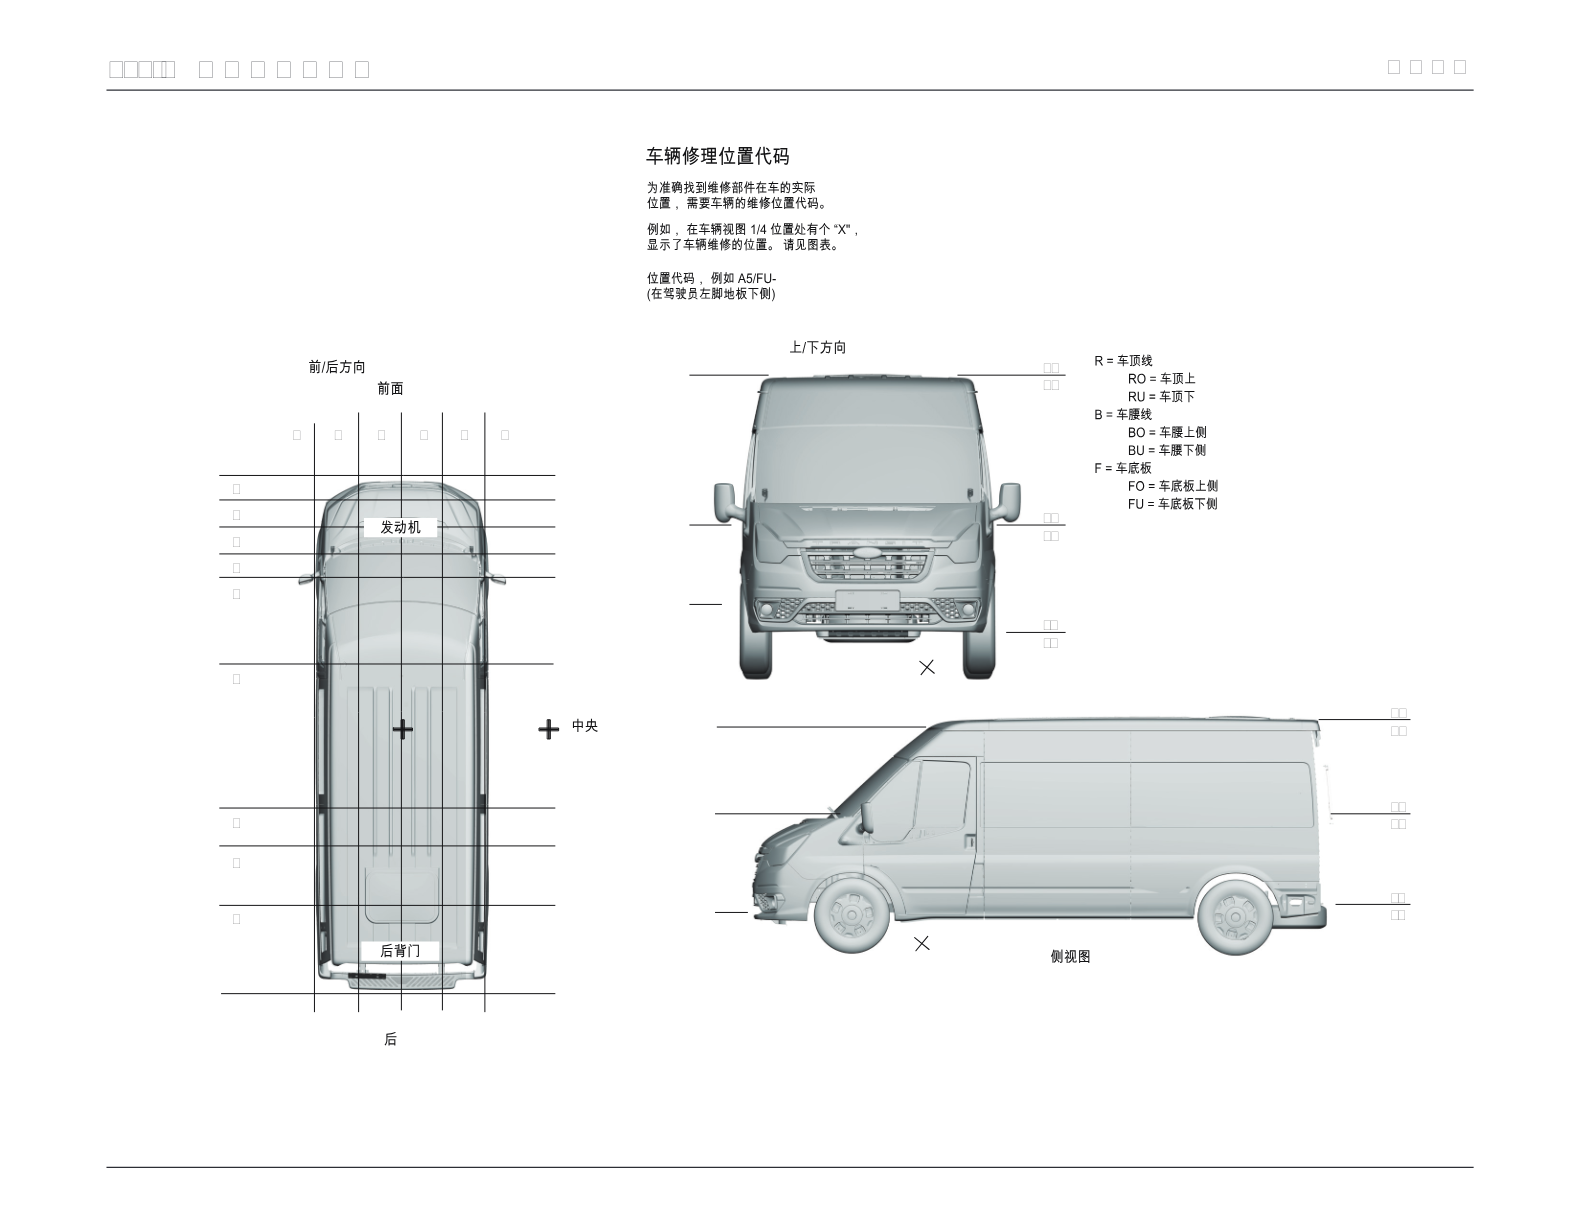 车辆修理位置代码
为准确找到维修部件在车的实际
位置，需要车辆的维修位置代码。
例如，在车辆视图 1/4 位置处有个 “X"，
显示了车辆维修的位置。 请见图表。
位置代码，例如 A5/FU-
(在驾驶员左脚地板下侧)
前/后方向
前面
发动机
中央
后背门
后
上/下方向
R = 车顶线
RO = 车顶上
RU = 车顶下
B = 车腰线
BO = 车腰上侧
BU = 车腰下侧
F = 车底板
FO = 车底板上侧
FU = 车底板下侧
侧视图